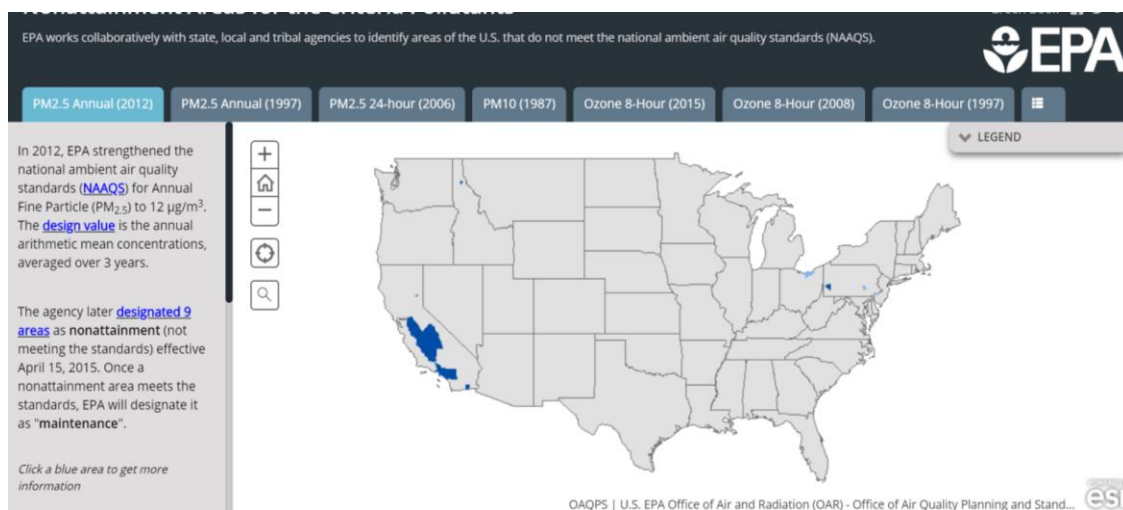 EPA works collaboratively with state, local and tribal agencies to identify areas of the U.S. that do not meet the national ambient air quality standards (NAAQS).
EPA
PM2.5 Annual (2012)
PM2.5 Annual (1997)
PM2.5 24-hour (2006)
PM10 (1987)
Ozone 8-Hour (2015)
Ozone 8-Hour (2008)
Ozone 8-Hour (1997)
In 2012, EPA strengthened the
national ambient air quality
standards (NAAQS) for Annual
Fine Particle (PM2.5) to 12 µg/m³.
The design value is the annual
arithmetic mean concentrations,
averaged over 3 years.
The agency later designated 9
areas as nonattainment (not
meeting the standards) effective
April 15, 2015. Once a
nonattainment area meets the
standards, EPA will designate it
as "maintenance".
Click a blue area to get more
information
LEGEND
OAQPS | U.S. EPA Office of Air and Radiation (OAR) - Office of Air Quality Planning and Stand...